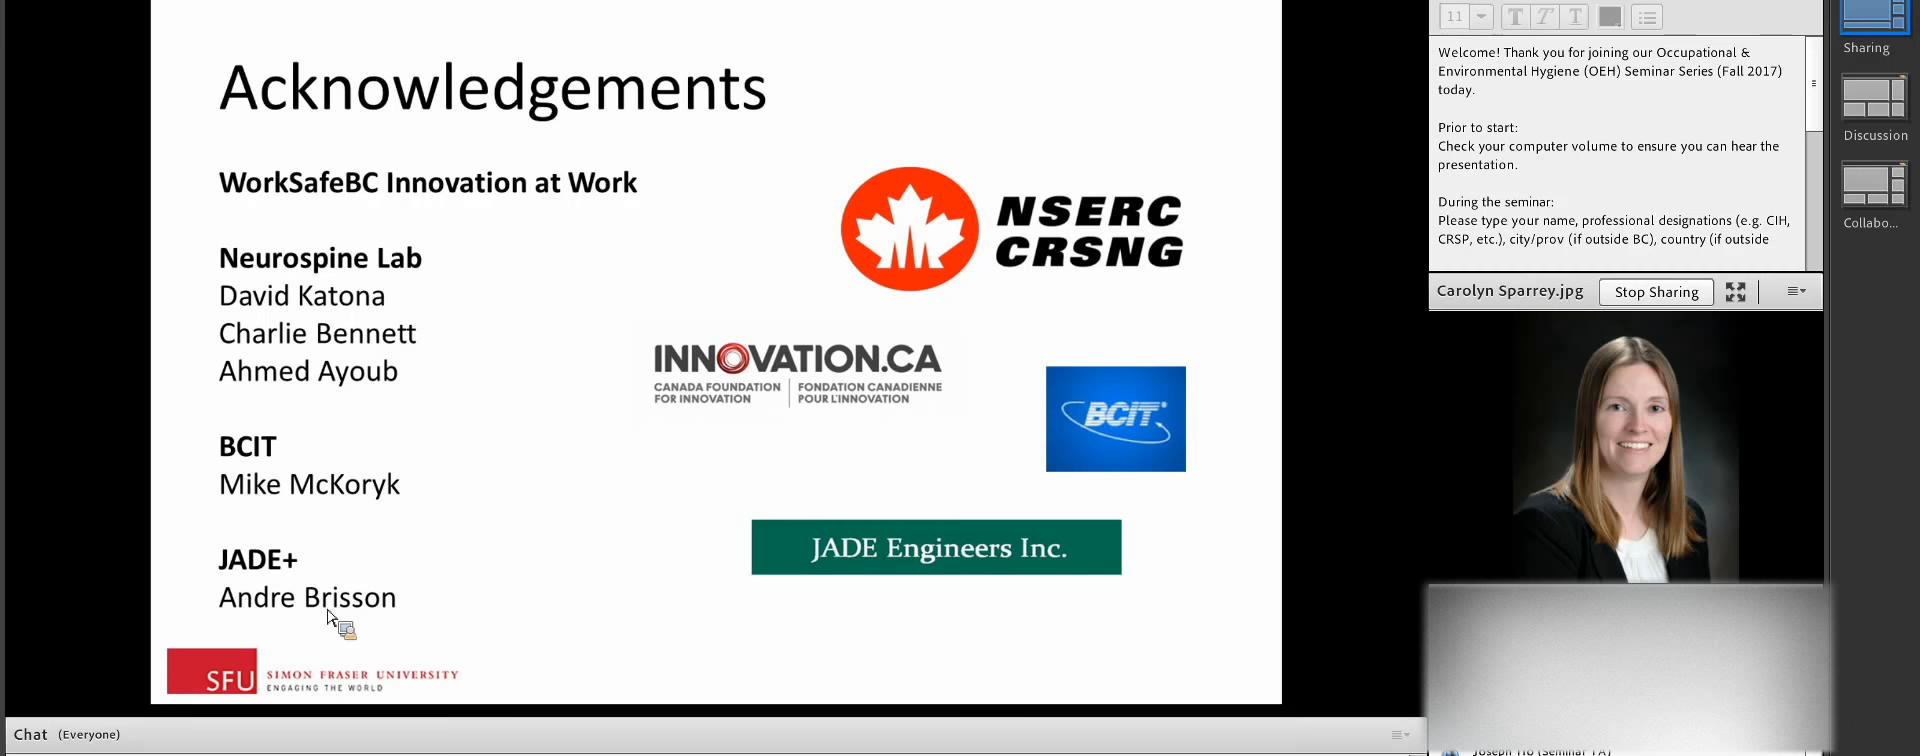 Acknowledgements
WorkSafeBC Innovation at Work
Neurospine Lab
David Katona
Charlie Bennett
Ahmed Ayoub
BCIT
Mike McKoryk
JADE+
Andre Brisson
NSERC
CRSNG
INNOVATION.CA
CANADA FOUNDATION
FOR INNOVATION
FONDATION CANADIENNE
POUR L'INNOVATION
BCIT®
JADE Engineers Inc.
SFU
SIMON FRASER UNIVERSITY
ENGAGING THE WORLD
Chat (Everyone)
11
T T T
Welcome! Thank you for joining our Occupational &
Environmental Hygiene (OEH) Seminar Series (Fall 2017)
today.
Prior to start:
Check your computer volume to ensure you can hear the
presentation.
During the seminar:
Please type your name, professional designations (e.g. CIH,
CRSP, etc.), city/prov (if outside BC), country (if outside
Carolyn Sparrey.jpg
Stop Sharing
Sharing
Discussion
Collabo...